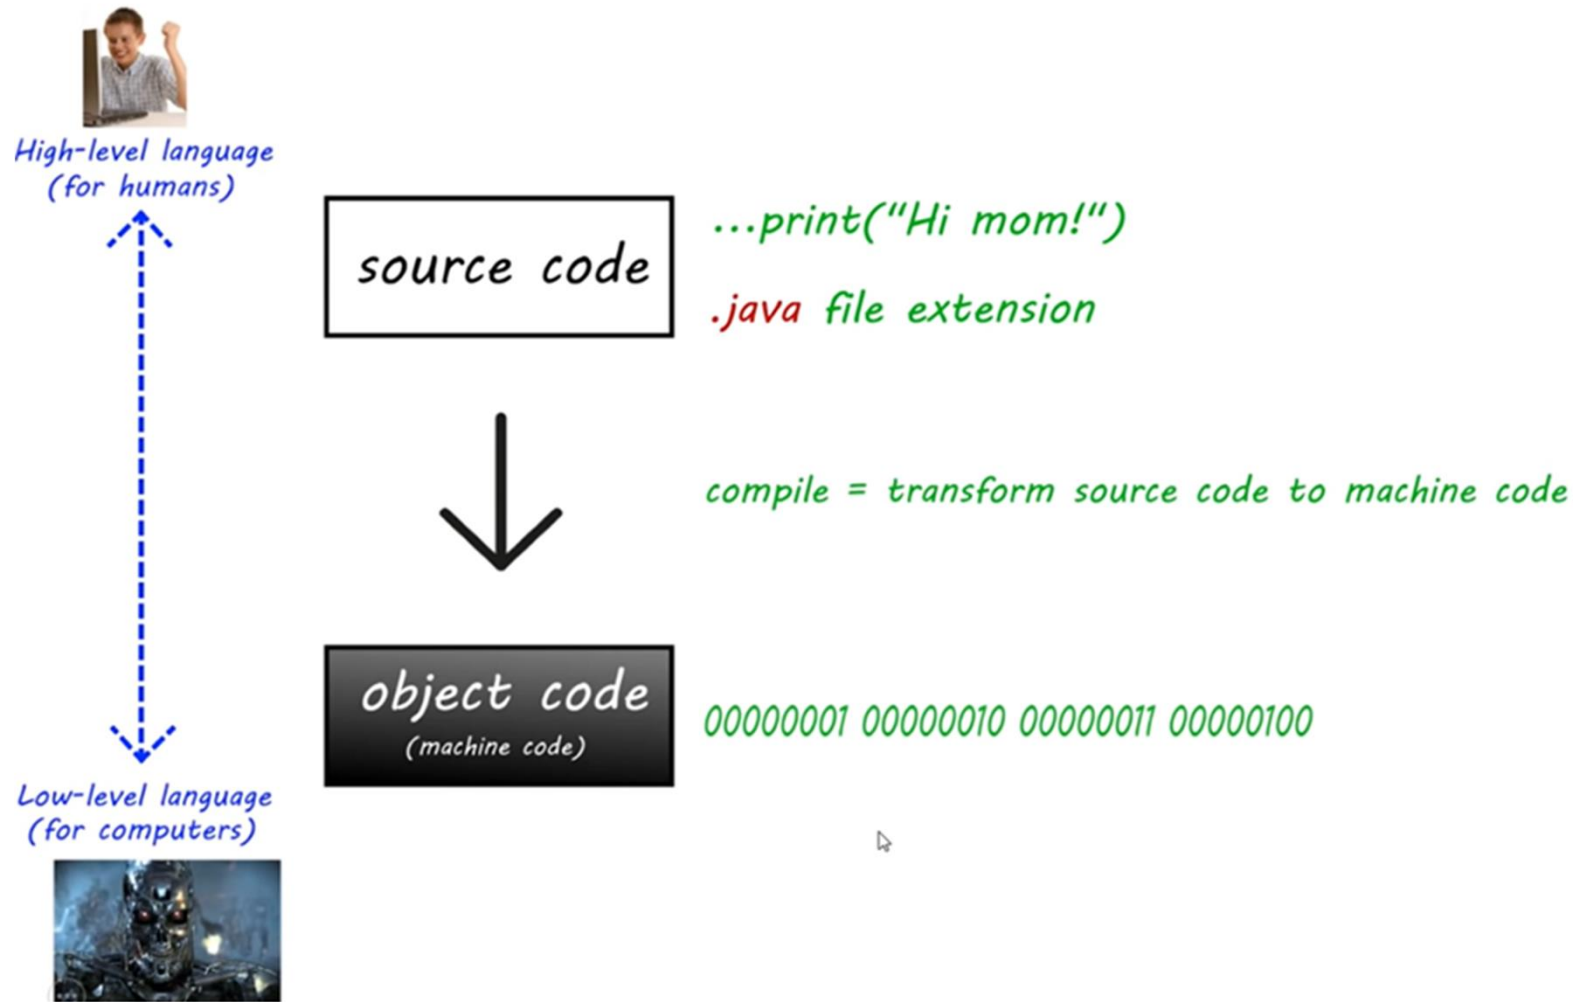 High-level language
(for humans)
source code
...print("Hi mom!")
.java file extension
compile = transform source code to machine code
object code
(machine code)
00000001 00000010 00000011 00000100
Low-level language
(for computers)